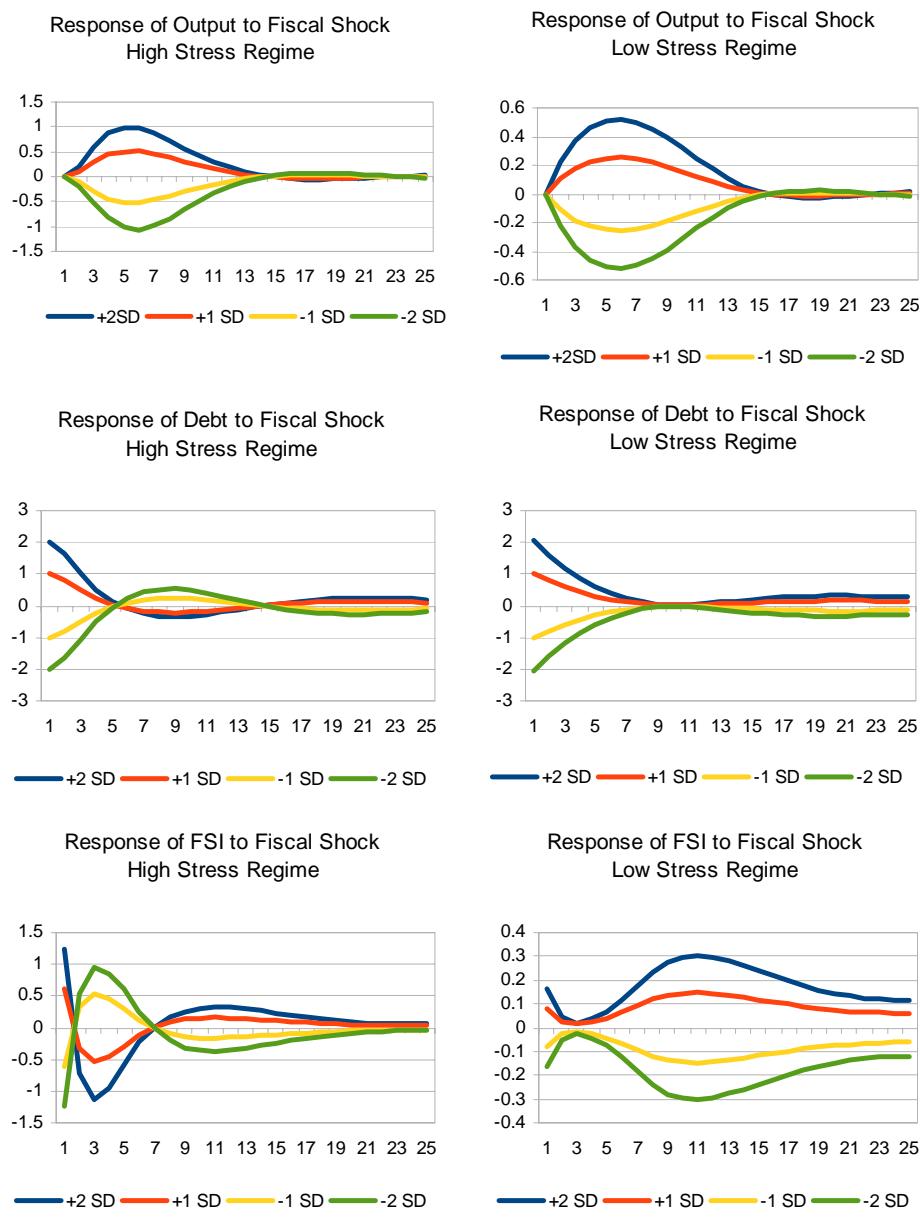 Response of Output to Fiscal Shock
High Stress Regime
1.5
1
0.5
0
-0.5
-1
-1.5
1 3 5 7 9 11 13 15 17 19 21 23 25
+2SD +1 SD -1 SD -2 SD
Response of Output to Fiscal Shock
Low Stress Regime
0.6
0.4
0.2
0
-0.2
-0.4
-0.6
1 3 5 7 9 11 13 15 17 19 21 23 25
+2SD +1 SD -1 SD -2 SD
Response of Debt to Fiscal Shock
High Stress Regime
3
2
1
0
-1
-2
-3
1 3 5 7 9 11 13 15 17 19 21 23 25
+2 SD +1 SD -1 SD -2 SD
Response of Debt to Fiscal Shock
Low Stress Regime
3
2
1
0
-1
-2
-3
1 3 5 7 9 11 13 15 17 19 21 23 25
+2 SD +1 SD -1 SD -2 SD
Response of FSI to Fiscal Shock
High Stress Regime
1.5
1
0.5
0
-0.5
-1
-1.5
1 3 5 7 9 11 13 15 17 19 21 23 25
+2 SD +1 SD -1 SD -2 SD
Response of FSI to Fiscal Shock
Low Stress Regime
0.4
0.3
0.2
0.1
0
-0.1
-0.2
-0.3
-0.4
1 3 5 7 9 11 13 15 17 19 21 23 25
+2 SD +1 SD -1 SD -2 SD